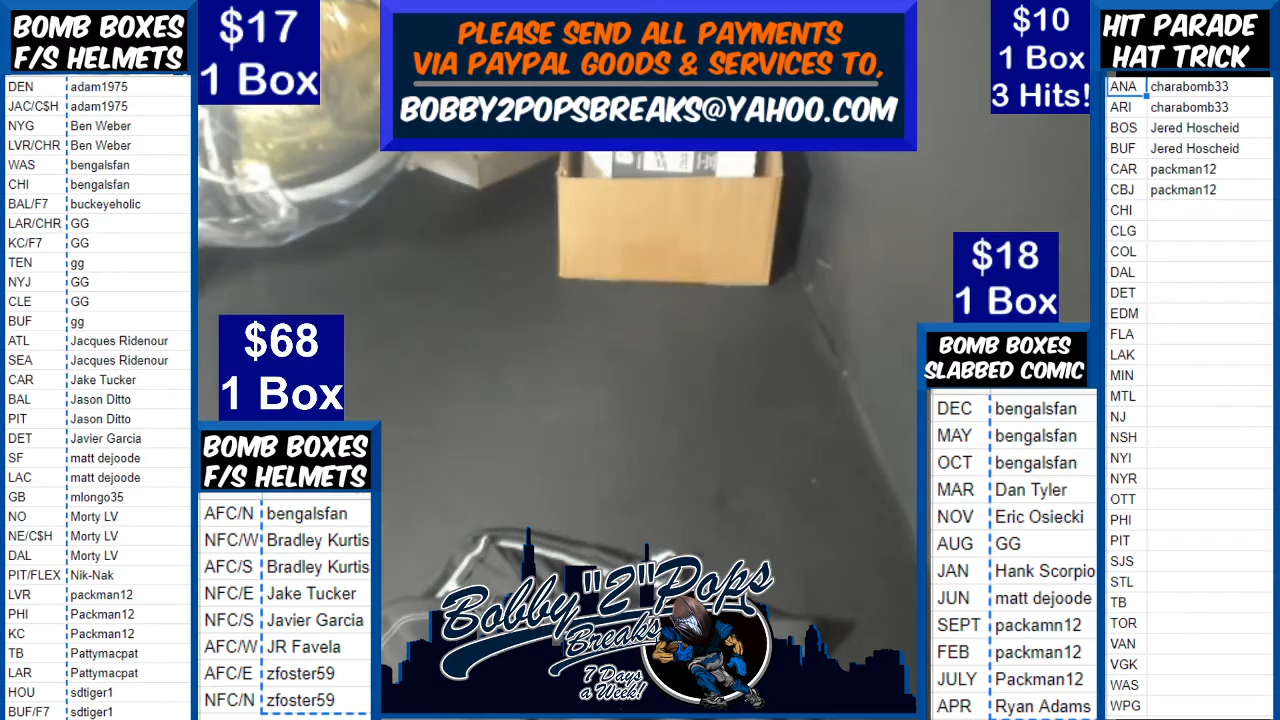 BOMB BOXES
F/S HELMETS
DEN adam1975
JAC/C$H adam1975
NYG Ben Weber
LVR/CHR Ben Weber
WAS bengalsfan
CHI bengalsfan
BAL/F7 buckeyeholic
LAR/CHR GG
KC/F7 GG
TEN gg
NYJ GG
CLE GG
BUF gg
ATL Jacques Ridenour
SEA Jacques Ridenour
CAR Jake Tucker
BAL Jason Ditto
PIT Jason Ditto
DET Javier Garcia
SF matt dejoode
LAC matt dejoode
GB mlongo35
NO Morty LV
NE/C$H Morty LV
DAL Morty LV
PIT/FLEX Nik-Nak
LVR packman12
PHI Packman12
KC Packman12
TB Pattymacpat
LAR Pattymacpat
HOU sdtiger1
BUF/F7 sdtiger1
$17
1 Box
$68
1 Box
BOMB BOXES
F/S HELMETS
AFC/N bengalsfan
NFC/W Bradley Kurtis
AFC/S Bradley Kurtis
NFC/E Jake Tucker
NFC/S Javier Garcia
AFC/W JR Favela
AFC/E zfoster59
NFC/N zfoster59
PLEASE SEND ALL PAYMENTS
VIA PAYPAL GOODS & SERVICES TO,
BOBBY2POPSBREAKS@YAHOO.COM
Bobby "2" Pops
Breaks
7 Days
a Week!
$10
1 Box
3 Hits!
$18
1 Box
BOMB BOXES
SLABBED COMIC
DEC bengalsfan
MAY bengalsfan
OCT bengalsfan
MAR Dan Tyler
NOV Eric Osiecki
AUG GG
JAN Hank Scorpio
JUN matt dejoode
SEPT packamn12
FEB packman12
JULY Packman12
APR Ryan Adams
HIT PARADE
HAT TRICK
ANA charabomb33
ARI charabomb33
BOS Jered Hoscheid
BUF Jered Hoscheid
CAR packman12
CBJ packman12
CHI
CLG
COL
DAL
DET
EDM
FLA
LAK
MIN
MTL
NJ
NSH
NYI
NYR
OTT
PHI
PIT
SJS
STL
TB
TOR
VAN
VGK
WAS
WPG